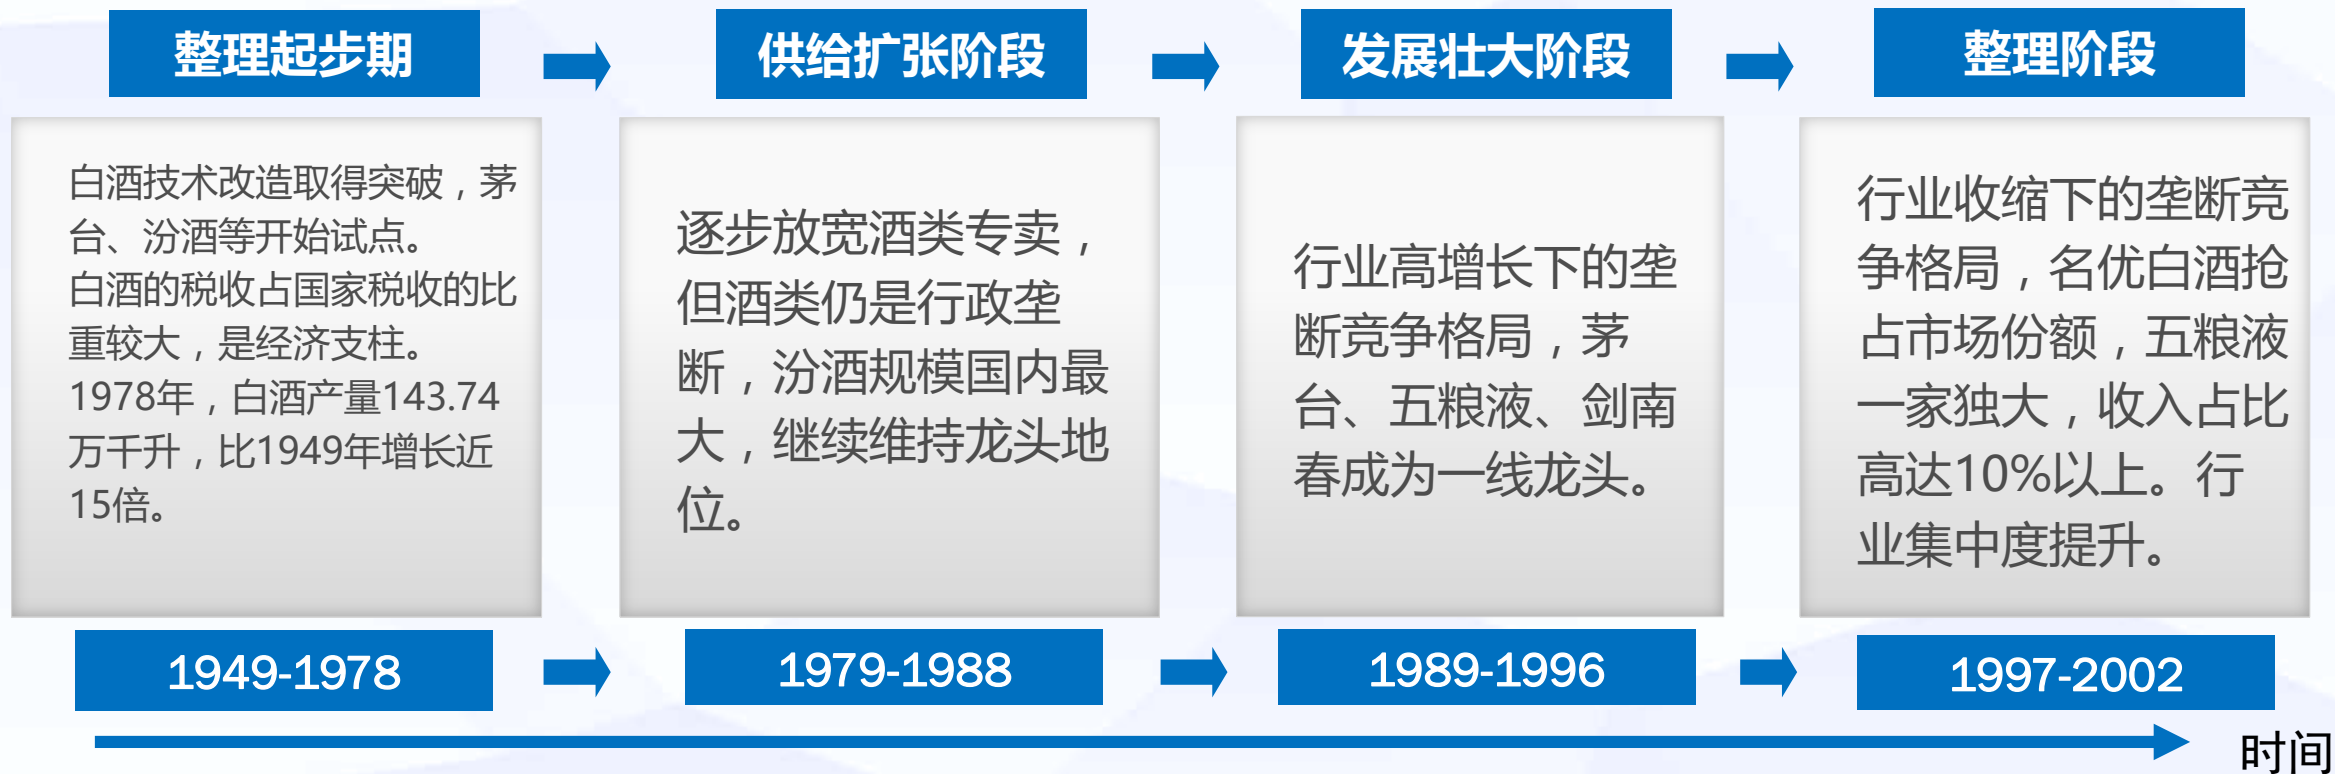 整理起步期
供给扩张阶段
发展壮大阶段
整理阶段
白酒技术改造取得突破，茅
台、汾酒等开始试点。
白酒的税收占国家税收的比
重较大，是经济支柱。
1978年，白酒产量143.74
万千升，比1949年增长近
15倍。
逐步放宽酒类专卖，
但酒类仍是行政垄
断，汾酒规模国内最
大，继续维持龙头地
位。
行业高增长下的垄
断竞争格局，茅
台、五粮液、剑南
春成为一线龙头。
行业收缩下的垄断竞
争格局，名优白酒抢
占市场份额，五粮液
一家独大，收入占比
高达10%以上。行
业集中度提升。
1949-1978
1979-1988
1989-1996
1997-2002
时间